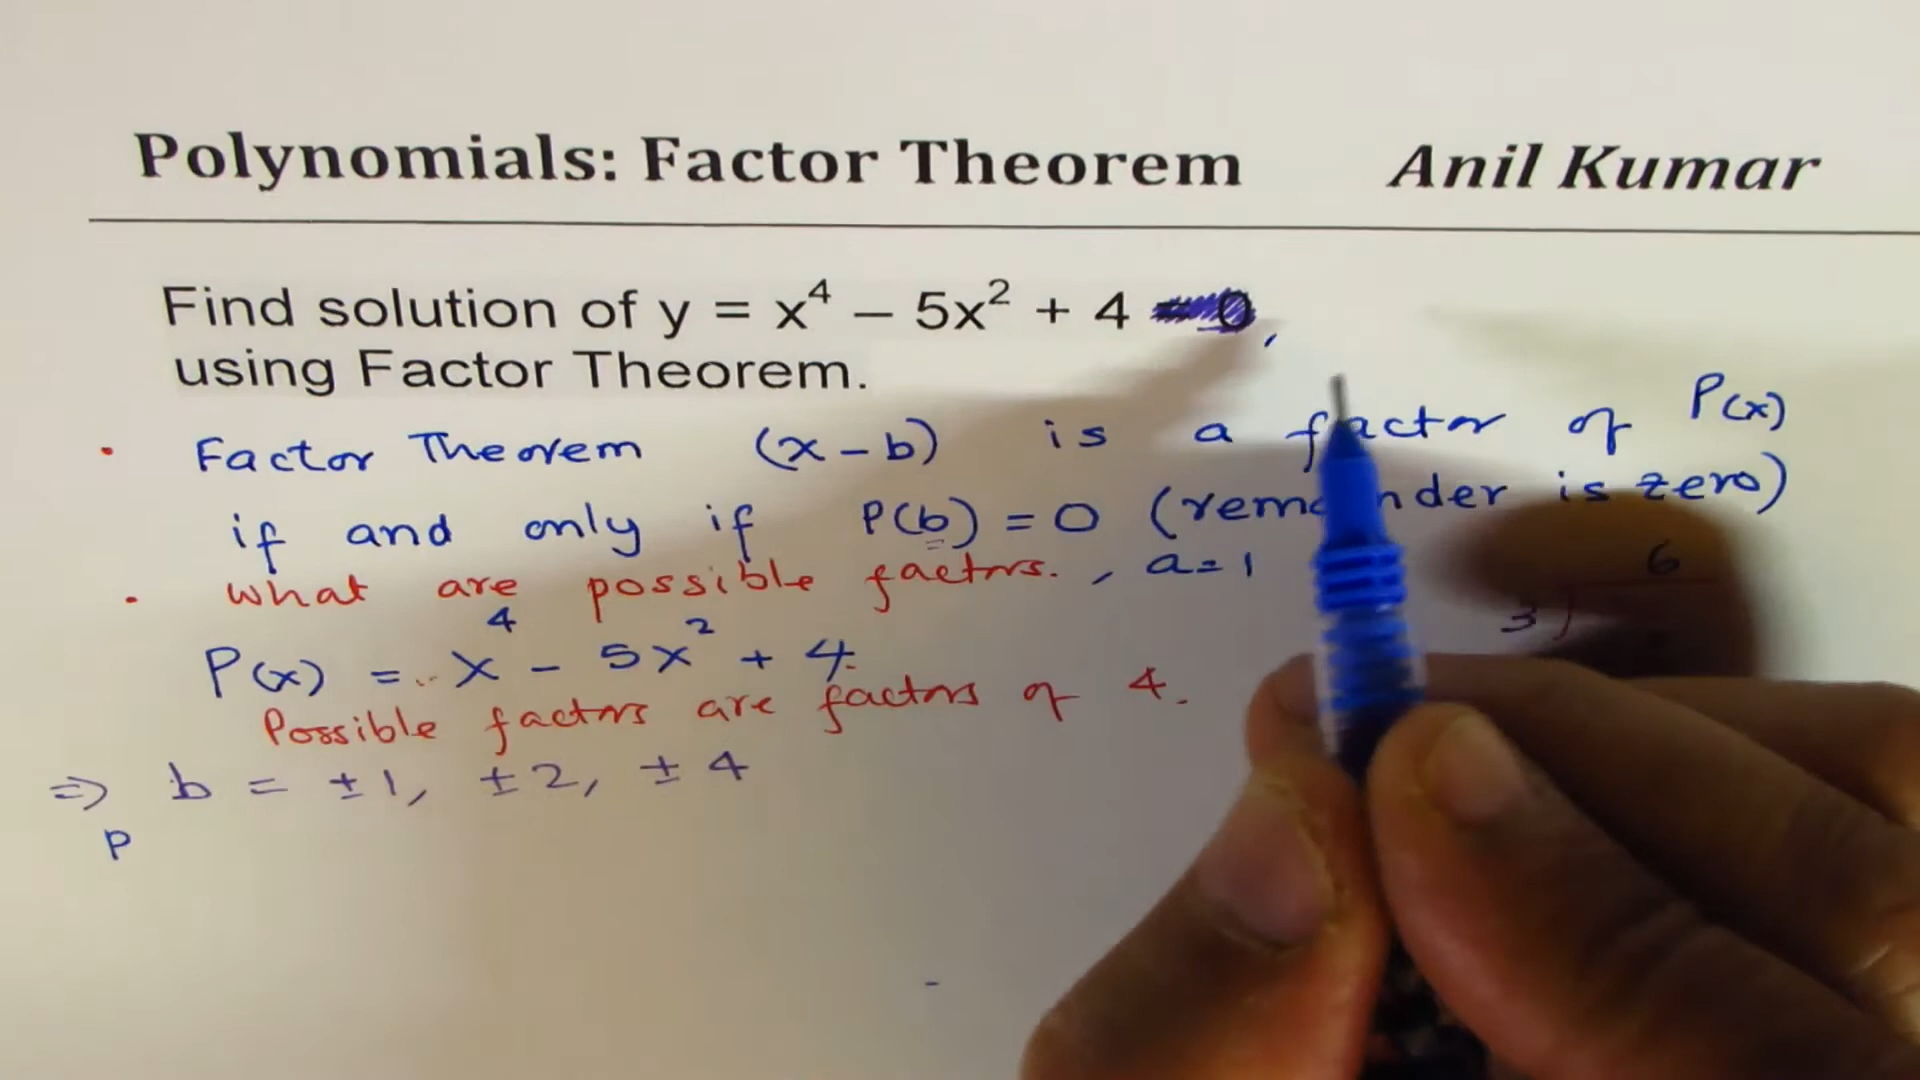 Polynomials: Factor Theorem Anil Kumar
Find solution of y = x⁴ – 5x² + 4 = 0,
using Factor Theorem.
• Factor Theorem (x – b) is a factor of P(x)
if and only if P(b) = 0 (remainder is zero)
• What are possible factors. , a = 1
6
3)
P(x) = x⁴ – 5x² + 4.
Possible factors are factors of 4.
⇒ b = ±1, ±2, ±4
P